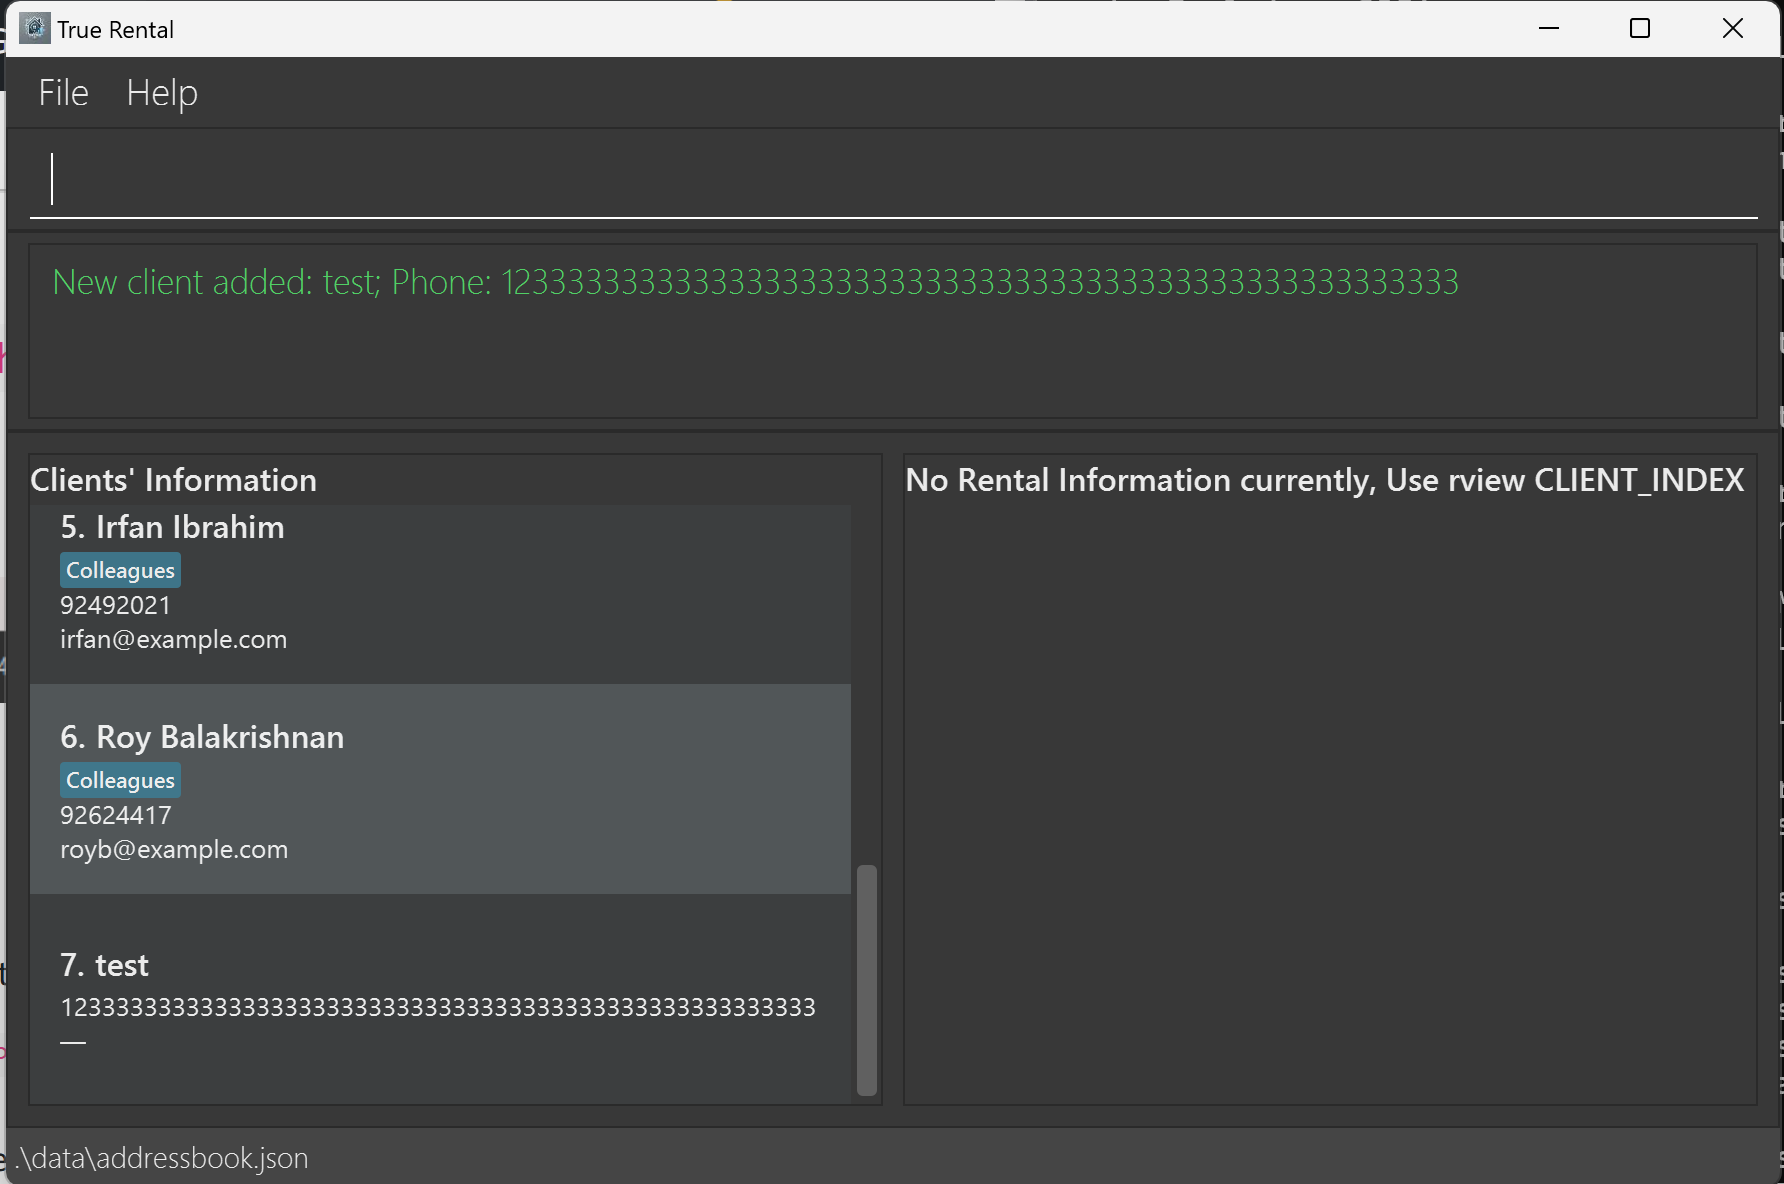 True Rental
File Help
New client added: test; Phone: 123333333333333333333333333333333333333333333333333333
Clients' Information
5. Irfan Ibrahim
Colleagues
92492021
irfan@example.com
6. Roy Balakrishnan
Colleagues
92624417
royb@example.com
7. test
123333333333333333333333333333333333333333333333333333
—
No Rental Information currently, Use rview CLIENT_INDEX
.\data\addressbook.json